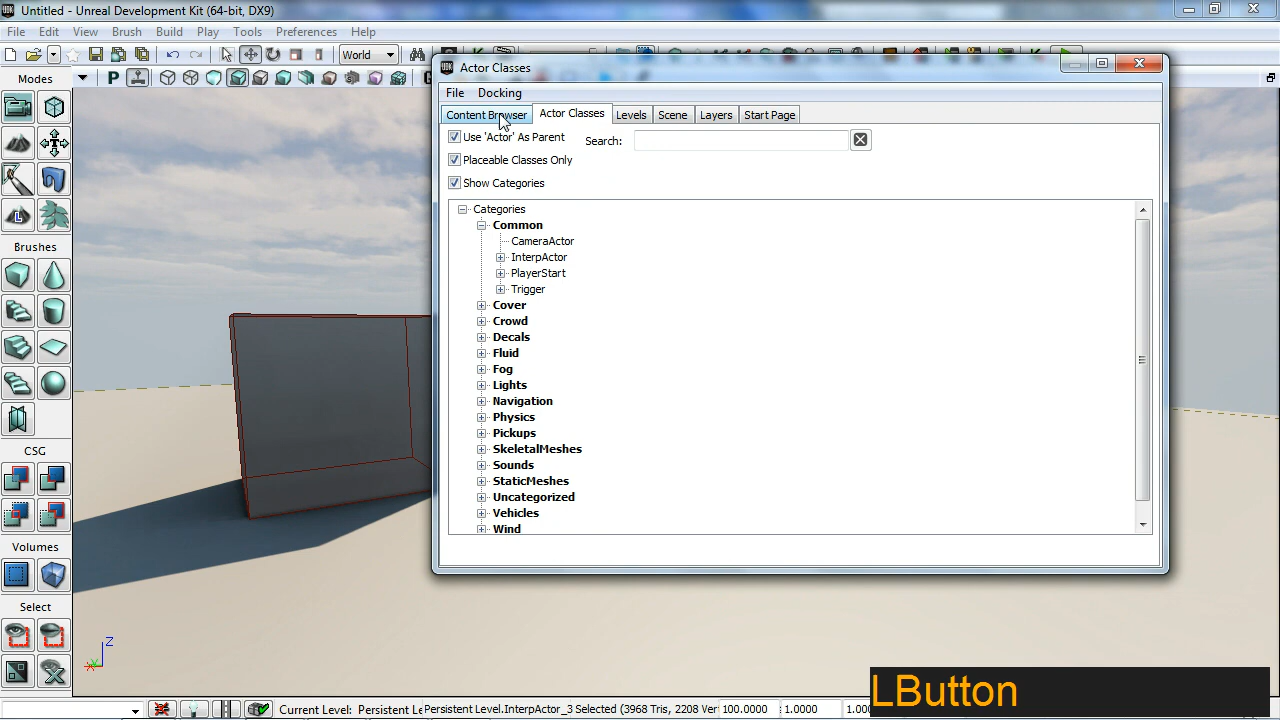 Untitled - Unreal Development Kit (64-bit, DX9)
File Edit View Brush Build Play Tools Preferences Help
World
Modes
P
Brushes
CSG
Volumes
Select
Actor Classes
File Docking
Content Browser Actor Classes Levels Scene Layers Start Page
Use 'Actor' As Parent
Search:
Placeable Classes Only
Show Categories
Categories
Common
CameraActor
InterpActor
PlayerStart
Trigger
Cover
Crowd
Decals
Fluid
Fog
Lights
Navigation
Physics
Pickups
SkeletalMeshes
Sounds
StaticMeshes
Uncategorized
Vehicles
Wind
Z
LButton
Current Level: Persistent Le Persistent Level.InterpActor_3 Selected (3968 Tris, 2208 Ver 100.0000 1.0000 1.00